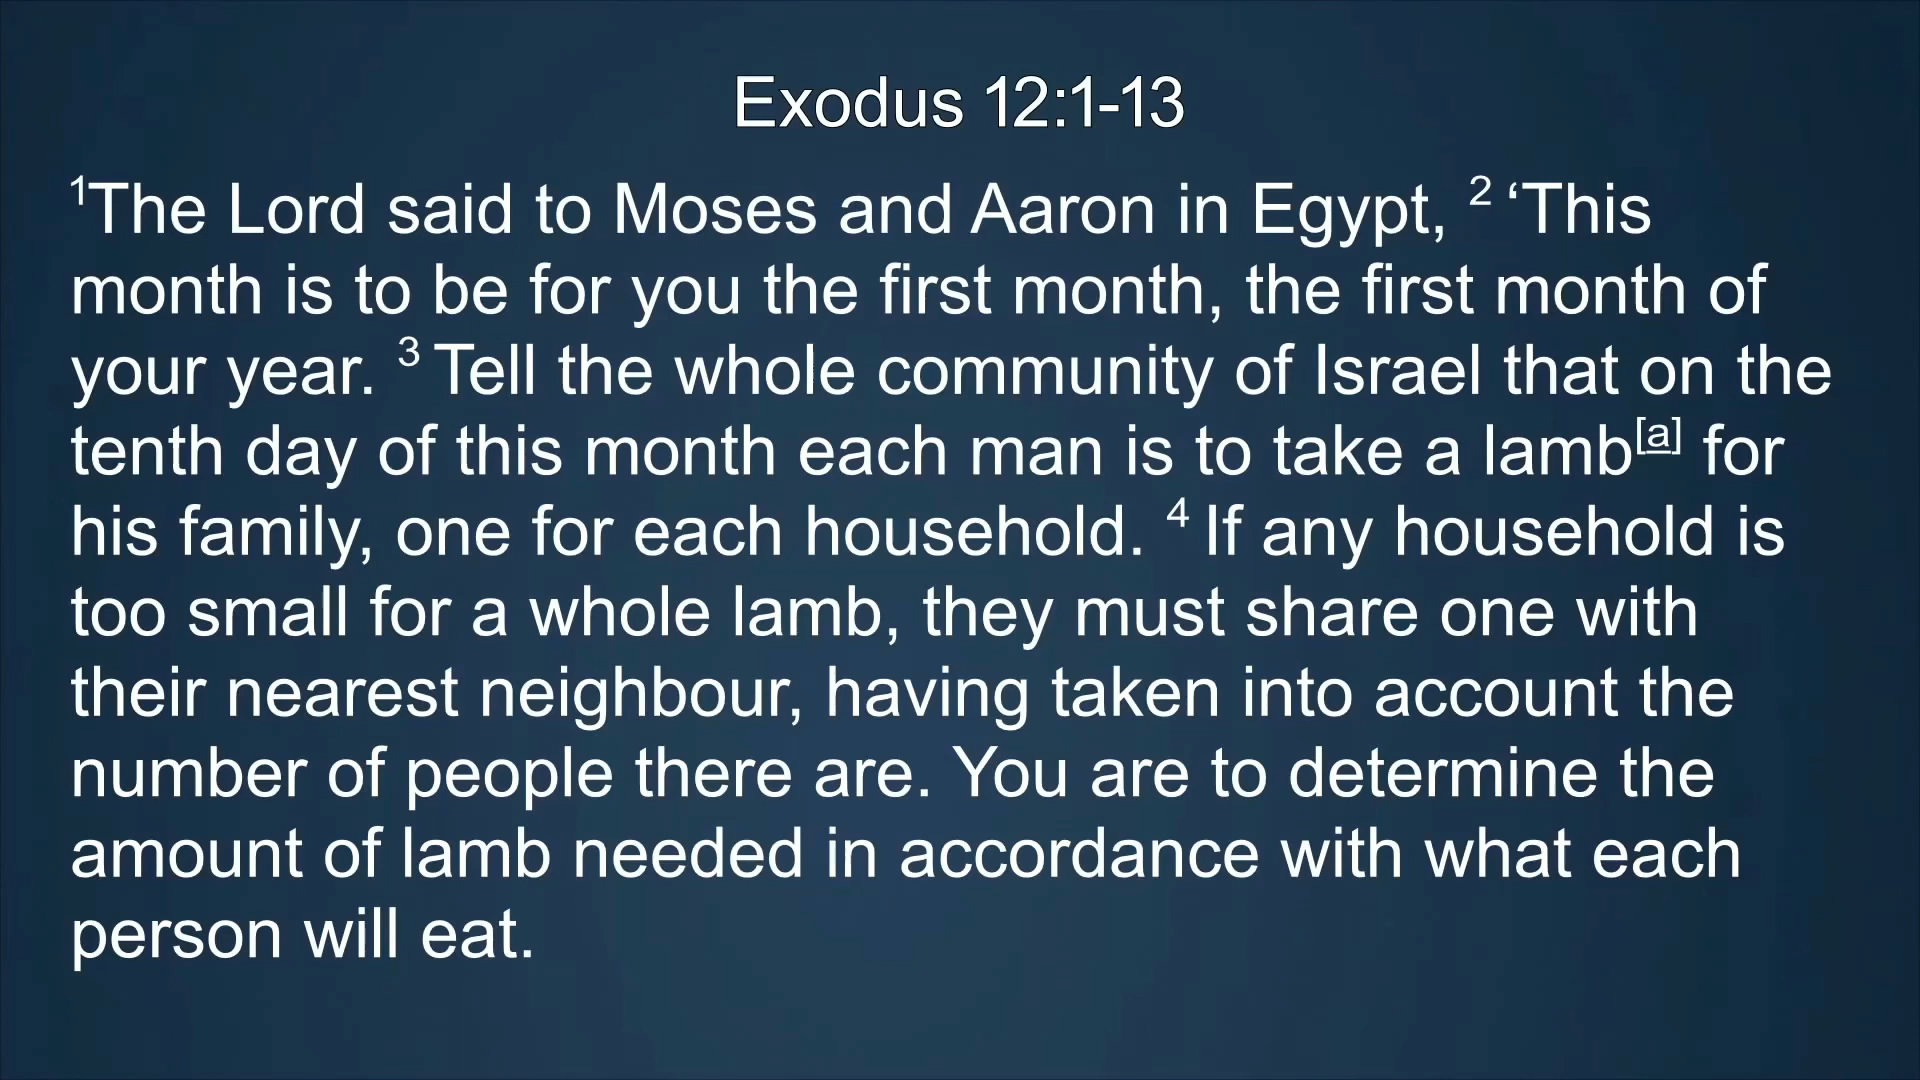 Exodus 12:1-13
1The Lord said to Moses and Aaron in Egypt, 2 ‘This
month is to be for you the first month, the first month of
your year. 3 Tell the whole community of Israel that on the
tenth day of this month each man is to take a lamb[a] for
his family, one for each household. 4 If any household is
too small for a whole lamb, they must share one with
their nearest neighbour, having taken into account the
number of people there are. You are to determine the
amount of lamb needed in accordance with what each
person will eat.